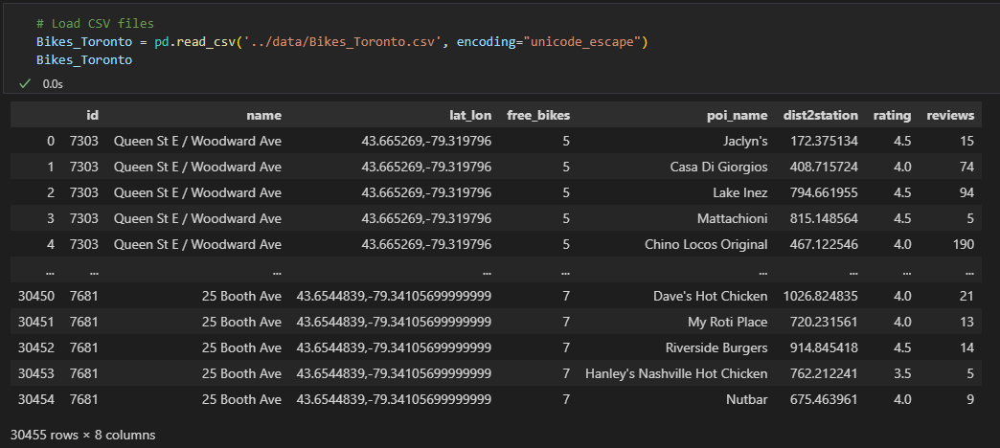 # Load CSV files
Bikes_Toronto = pd.read_csv('../data/Bikes_Toronto.csv', encoding="unicode_escape")
Bikes_Toronto
0.0s
id name lat_lon free_bikes poi_name dist2station rating reviews
0 7303 Queen St E / Woodward Ave 43.665269,-79.319796 5 Jaclyn's 172.375134 4.5 15
1 7303 Queen St E / Woodward Ave 43.665269,-79.319796 5 Casa Di Giorgios 408.715724 4.0 74
2 7303 Queen St E / Woodward Ave 43.665269,-79.319796 5 Lake Inez 794.661955 4.5 94
3 7303 Queen St E / Woodward Ave 43.665269,-79.319796 5 Mattachioni 815.148564 4.5 5
4 7303 Queen St E / Woodward Ave 43.665269,-79.319796 5 Chino Locos Original 467.122546 4.0 190
... ... ... ... ... ... ... ... ...
30450 7681 25 Booth Ave 43.6544839,-79.34105699999999 7 Dave's Hot Chicken 1026.824835 4.0 21
30451 7681 25 Booth Ave 43.6544839,-79.34105699999999 7 My Roti Place 720.231561 4.0 13
30452 7681 25 Booth Ave 43.6544839,-79.34105699999999 7 Riverside Burgers 914.845418 4.5 14
30453 7681 25 Booth Ave 43.6544839,-79.34105699999999 7 Hanley's Nashville Hot Chicken 762.212241 3.5 5
30454 7681 25 Booth Ave 43.6544839,-79.34105699999999 7 Nutbar 675.463961 4.0 9
30455 rows × 8 columns